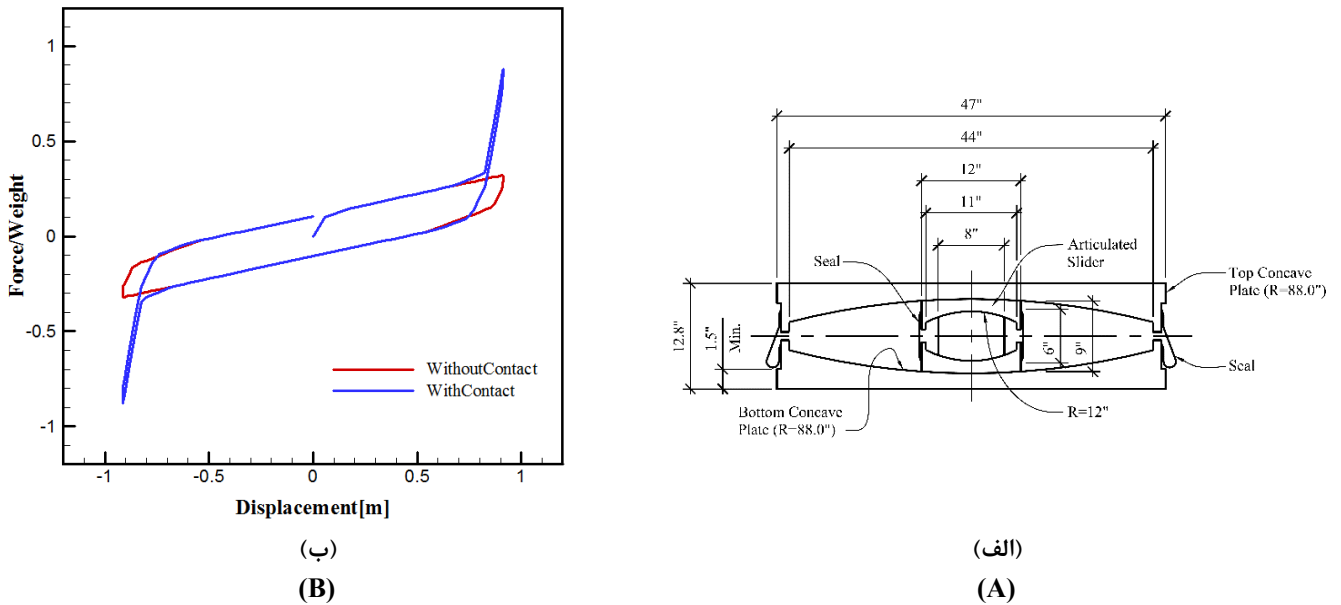 1
0.5
0
-0.5
-1
Force/Weight
WithoutContact
WithContact
-1
-0.5
0
0.5
1
Displacement[m]
(ب)
(B)
47"
44"
12"
11"
8"
Seal
Articulated
Slider
Top Concave
Plate (R=88.0")
12.8"
1.5"
Min.
6"
9"
Seal
Bottom Concave
Plate (R=88.0")
R=12"
(الف)
(A)